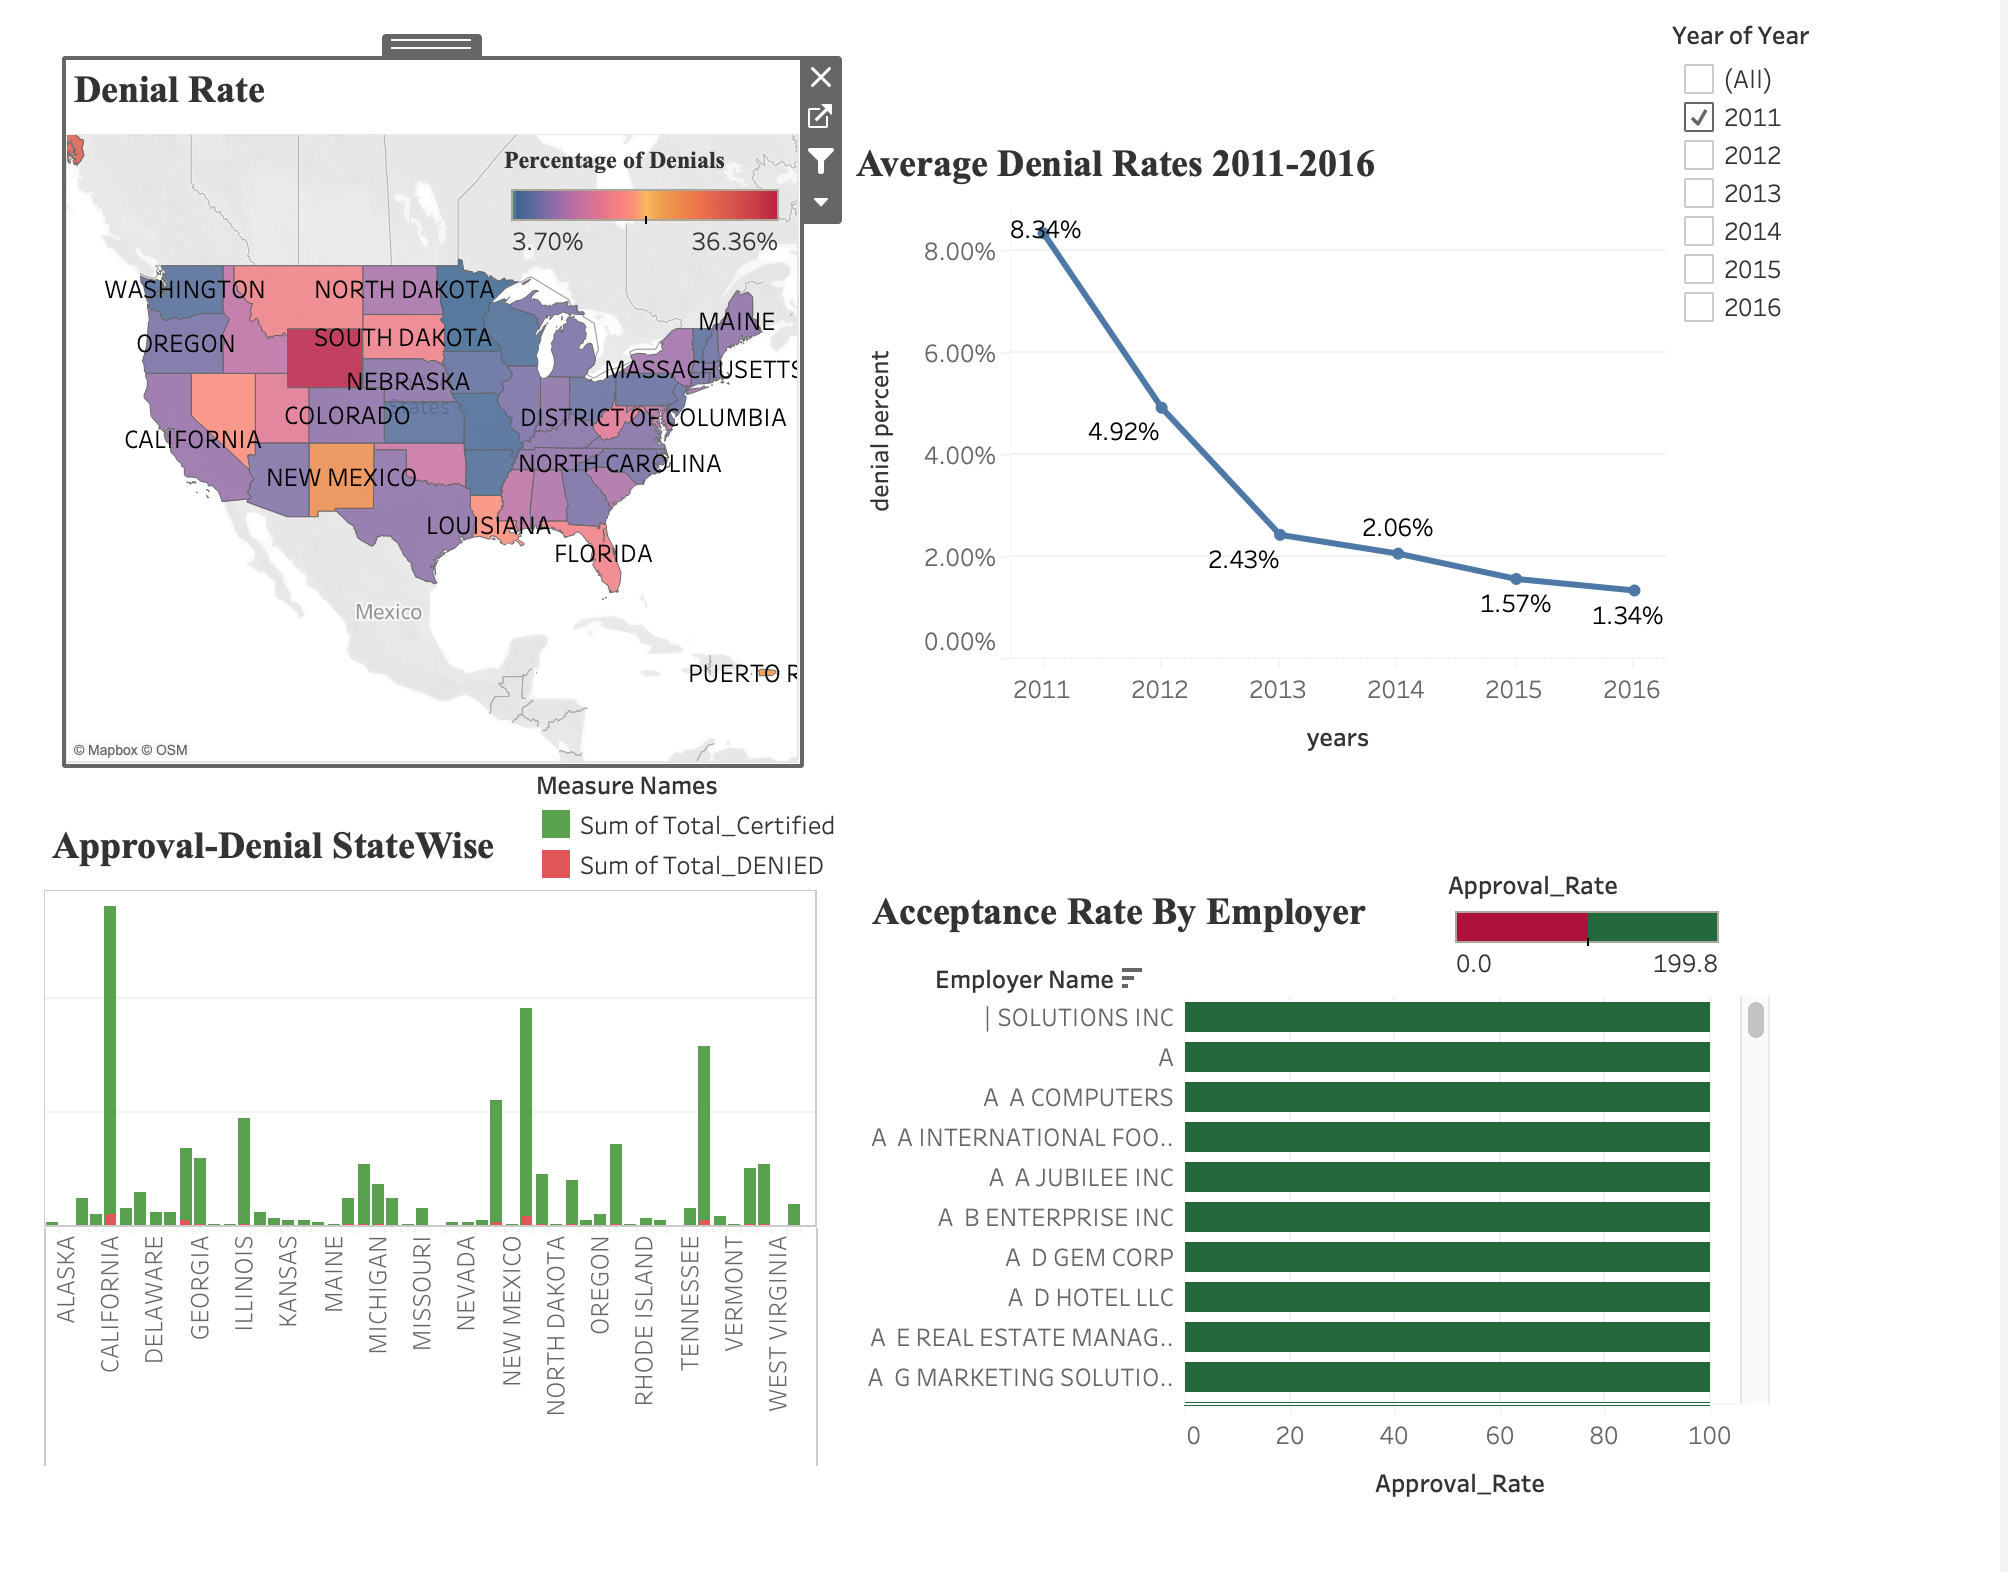 Year of Year
(All)
2011
2012
2013
2014
2015
2016
Denial Rate
Percentage of Denials
3.70%
36.36%
WASHINGTON
NORTH DAKOTA
MAINE
OREGON
SOUTH DAKOTA
MASSACHUSETTS
NEBRASKA
States
COLORADO
DISTRICT OF COLUMBIA
CALIFORNIA
NEW MEXICO
NORTH CAROLINA
LOUISIANA
FLORIDA
Mexico
PUERTO R
© Mapbox © OSM
Average Denial Rates 2011-2016
denial percent
8.00%
6.00%
4.00%
2.00%
0.00%
8.34%
4.92%
2.43%
2.06%
1.57%
1.34%
2011
2012
2013
2014
2015
2016
years
Measure Names
Sum of Total_Certified
Sum of Total_DENIED
Approval-Denial StateWise
ALASKA
CALIFORNIA
DELAWARE
GEORGIA
ILLINOIS
KANSAS
MAINE
MICHIGAN
MISSOURI
NEVADA
NEW MEXICO
NORTH DAKOTA
OREGON
RHODE ISLAND
TENNESSEE
VERMONT
WEST VIRGINIA
Approval_Rate
0.0
199.8
Acceptance Rate By Employer
Employer Name
| SOLUTIONS INC
A
A  A COMPUTERS
A  A INTERNATIONAL FOO..
A  A JUBILEE INC
A  B ENTERPRISE INC
A  D GEM CORP
A  D HOTEL LLC
A  E REAL ESTATE MANAG..
A  G MARKETING SOLUTIO..
0
20
40
60
80
100
Approval_Rate